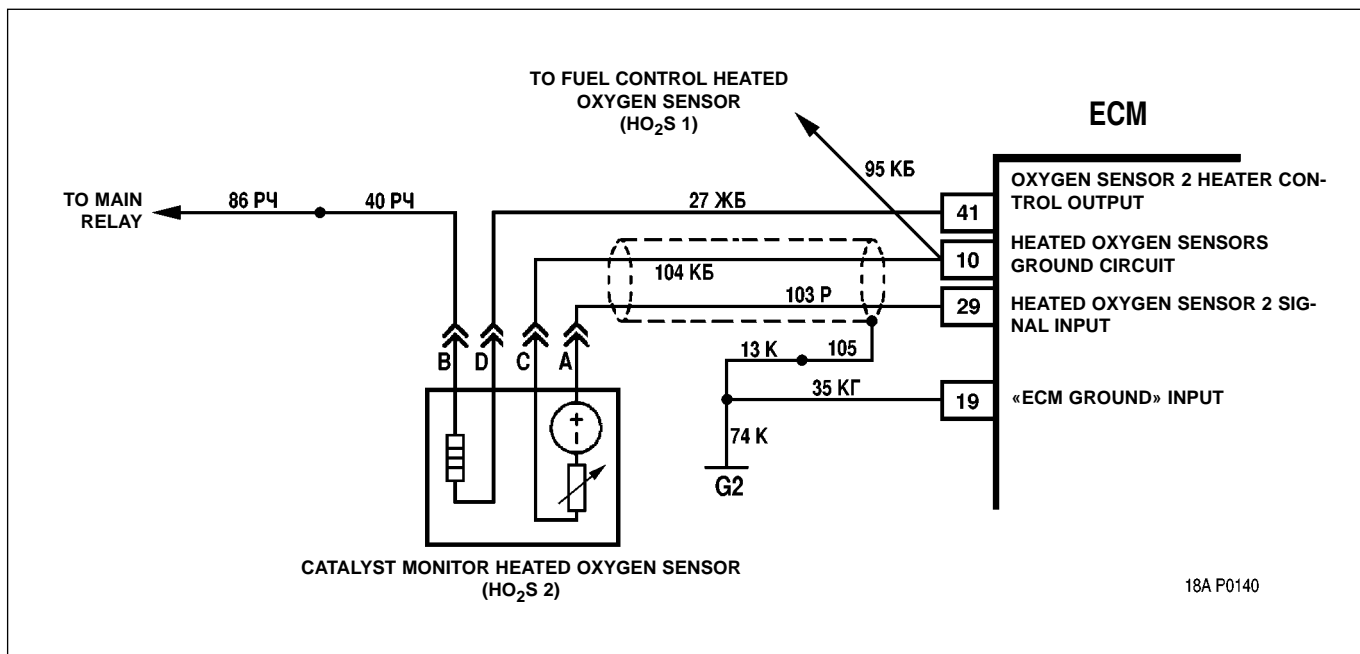 TO FUEL CONTROL HEATED
OXYGEN SENSOR
(HO2S 1)
ECM
95 КБ
TO MAIN
RELAY
86 РЧ
40 РЧ
27 ЖБ
41
OXYGEN SENSOR 2 HEATER CON-
TROL OUTPUT
104 КБ
10
HEATED OXYGEN SENSORS
GROUND CIRCUIT
103 Р
29
HEATED OXYGEN SENSOR 2 SIG-
NAL INPUT
B
D
C
A
13 К
105
35 КГ
19
«ECM GROUND» INPUT
74 К
G2
+
–
CATALYST MONITOR HEATED OXYGEN SENSOR
(HO2S 2)
18A P0140